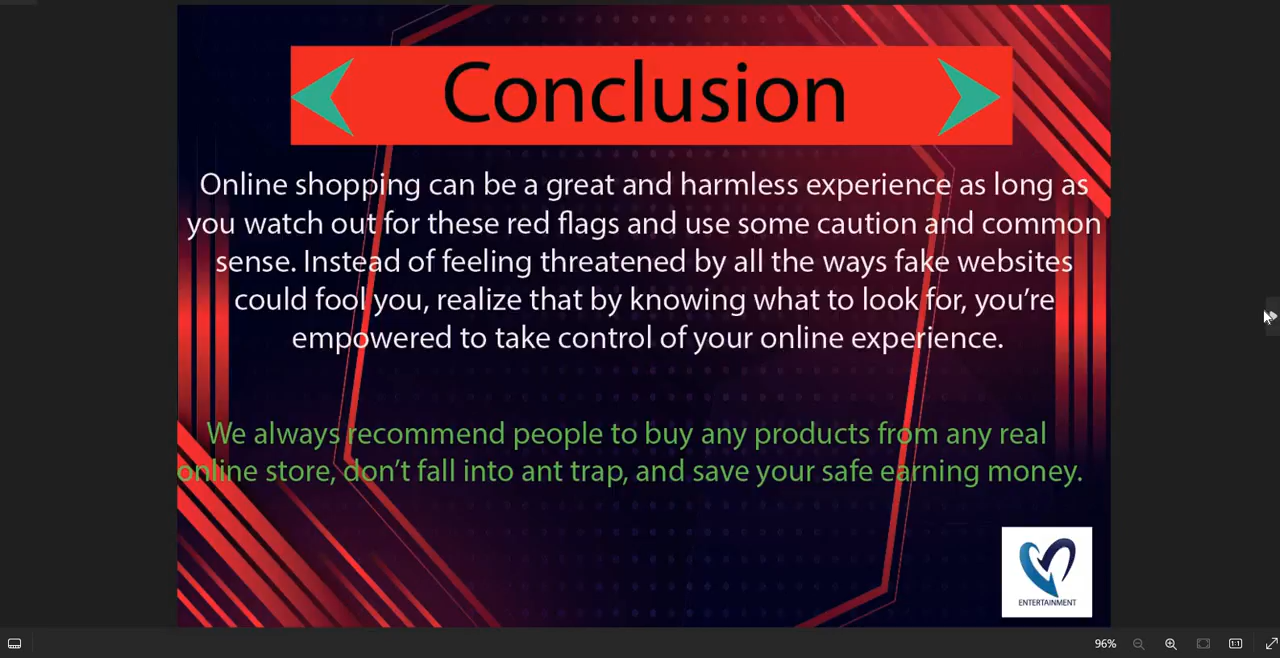 Conclusion
Online shopping can be a great and harmless experience as long as
you watch out for these red flags and use some caution and common
sense. Instead of feeling threatened by all the ways fake websites
could fool you, realize that by knowing what to look for, you’re
empowered to take control of your online experience.
We always recommend people to buy any products from any real
online store, don’t fall into ant trap, and save your safe earning money.
ENTERTAINMENT
96%
1:1